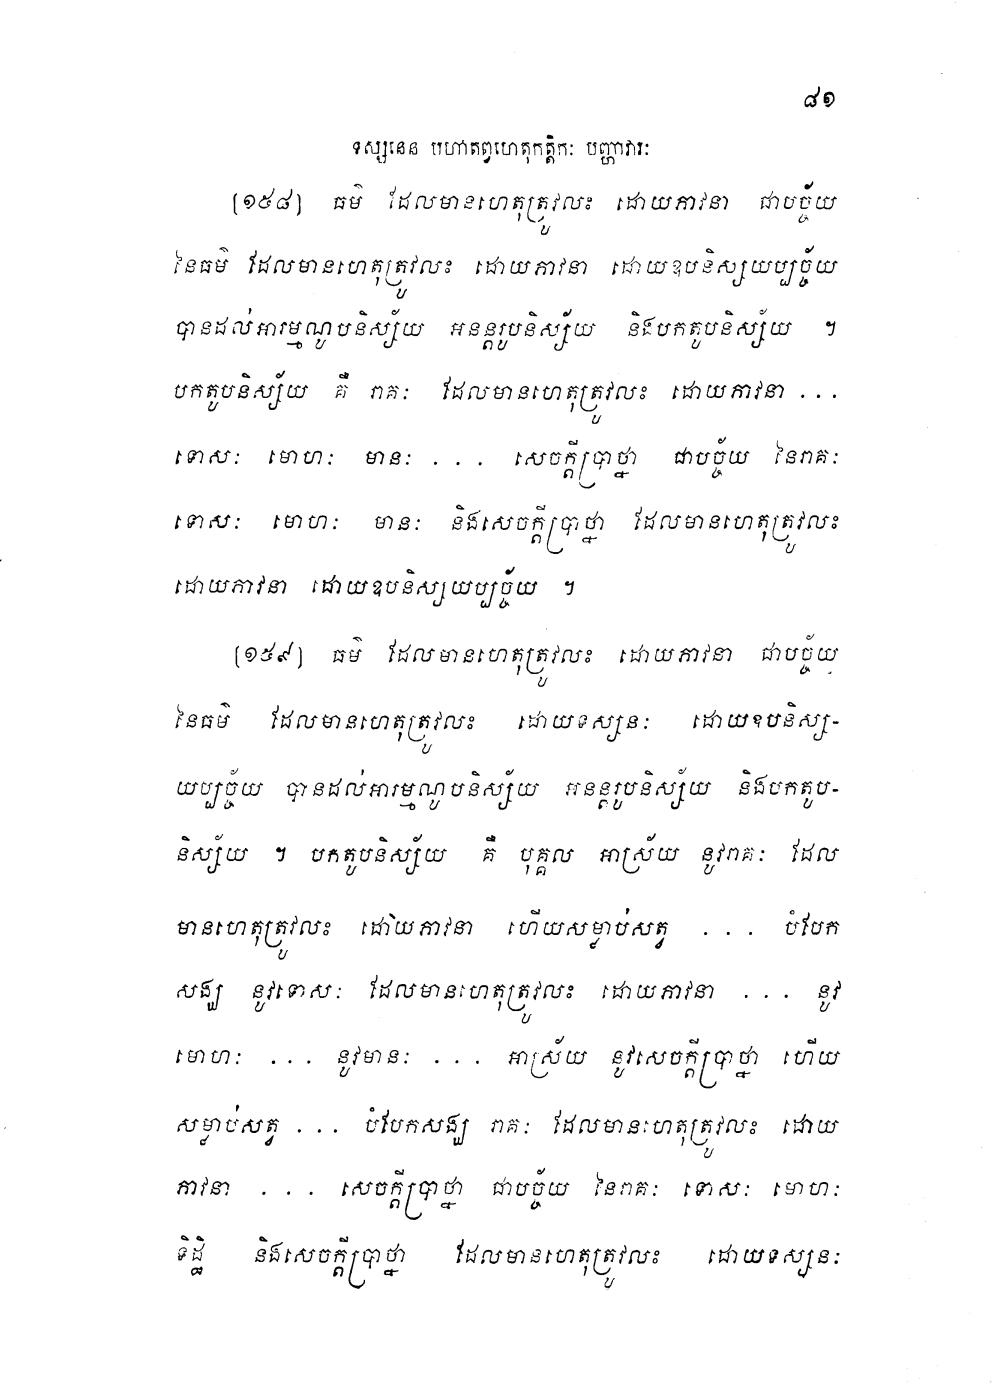 ៨១
ទស្សនេន បហាតព្វហេតុកត្តិកៈ បញ្ហាវារៈ
[១៥៨] ធម៌ ដែលមានហេតុត្រូវលះ ដោយភាវនា ជាបច្ច័យ
នៃធម៌ ដែលមានហេតុត្រូវលះ ដោយភាវនា ដោយឧបនិស្សយប្បច្ច័យ
បានដល់អារម្មណូបនិស្ស័យ អនន្តរូបនិស្ស័យ និងបកតូបនិស្ស័យ ។
បកតូបនិស្ស័យ គឺ រាគៈ ដែលមានហេតុត្រូវលះ ដោយភាវនា ...
ទោសៈ មោហៈ មានៈ ... សេចក្តីប្រាថ្នា ជាបច្ច័យ នៃរាគៈ
ទោសៈ មោហៈ មានៈ និងសេចក្តីប្រាថ្នា ដែលមានហេតុត្រូវលះ
ដោយភាវនា ដោយឧបនិស្សយប្បច្ច័យ ។
[១៥៩] ធម៌ ដែលមានហេតុត្រូវលះ ដោយភាវនា ជាបច្ច័យ
នៃធម៌ ដែលមានហេតុត្រូវលះ ដោយទស្សនៈ ដោយឧបនិស្ស-
យប្បច្ច័យ បានដល់អារម្មណូបនិស្ស័យ អនន្តរូបនិស្ស័យ និងបកតូប-
និស្ស័យ ។ បកតូបនិស្ស័យ គឺ បុគ្គល អាស្រ័យ នូវរាគៈ ដែល
មានហេតុត្រូវលះ ដោយភាវនា ហើយសម្លាប់សត្វ ... បំបែក
សង្ឃ នូវទោសៈ ដែលមានហេតុត្រូវលះ ដោយភាវនា ... នូវ
មោហៈ ... នូវមានៈ ... អាស្រ័យ នូវសេចក្តីប្រាថ្នា ហើយ
សម្លាប់សត្វ ... បំបែកសង្ឃ រាគៈ ដែលមានហេតុត្រូវលះ ដោយ
ភាវនា ... សេចក្តីប្រាថ្នា ជាបច្ច័យ នៃរាគៈ ទោសៈ មោហៈ
ទិដ្ឋិ និងសេចក្តីប្រាថ្នា ដែលមានហេតុត្រូវលះ ដោយទស្សនៈ